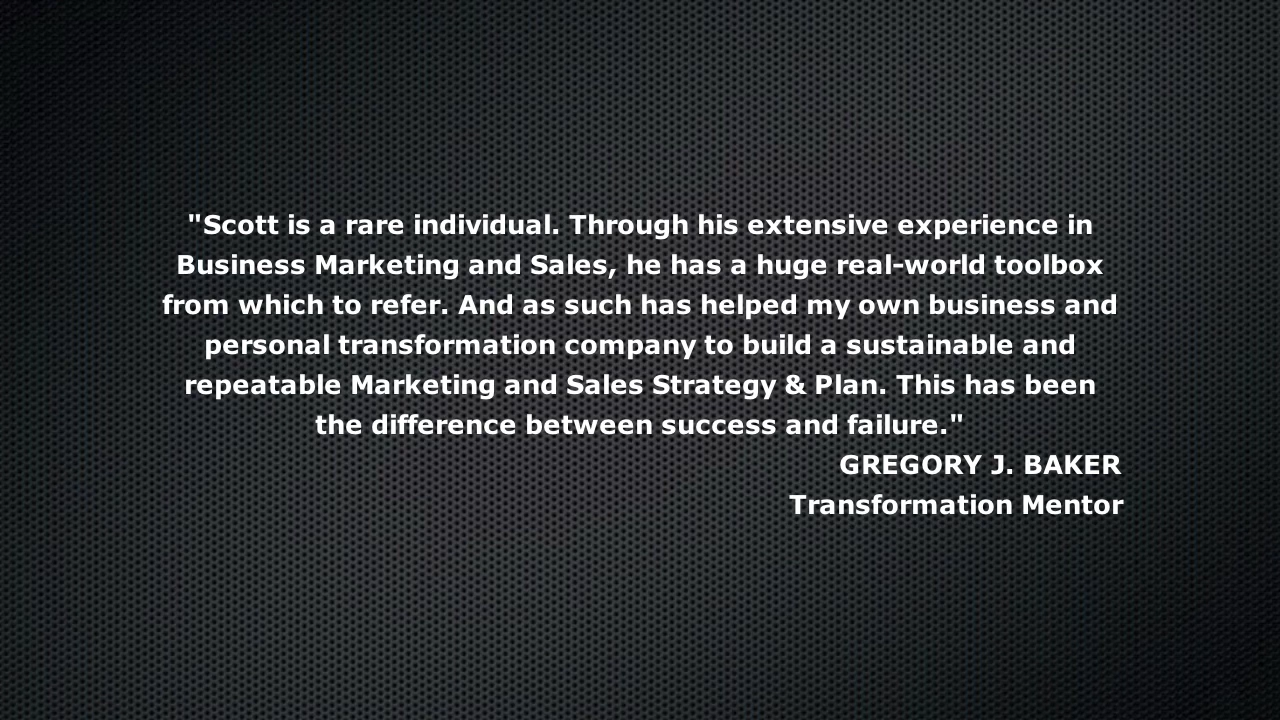 "Scott is a rare individual. Through his extensive experience in
Business Marketing and Sales, he has a huge real-world toolbox
from which to refer. And as such has helped my own business and
personal transformation company to build a sustainable and
repeatable Marketing and Sales Strategy & Plan. This has been
the difference between success and failure."
GREGORY J. BAKER
Transformation Mentor